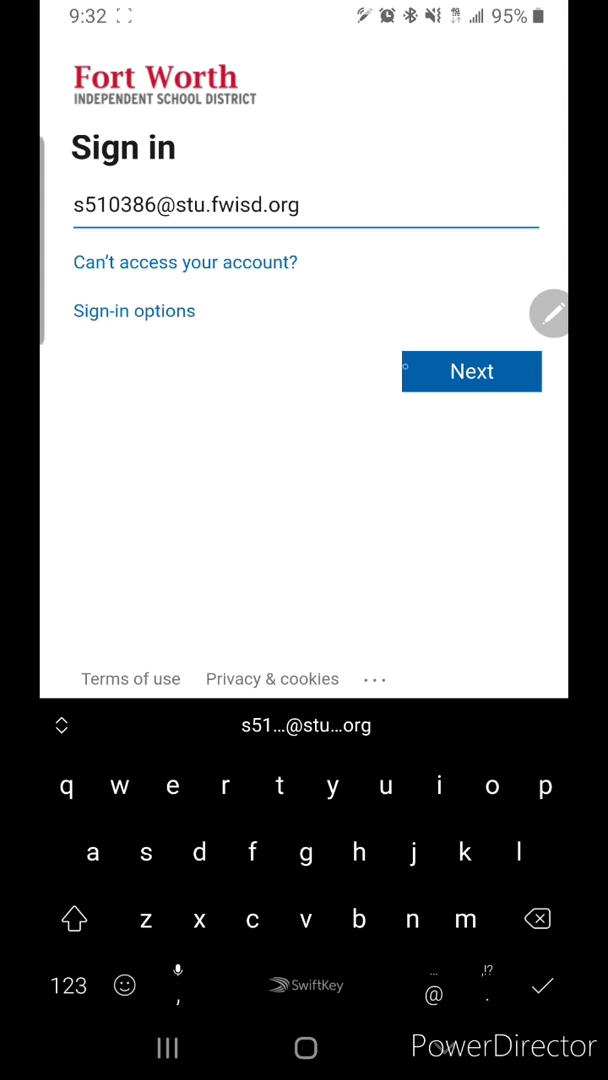 9:32 95%
Fort Worth
INDEPENDENT SCHOOL DISTRICT
Sign in
s510386@stu.fwisd.org
Can't access your account?
Sign-in options
Next
Terms of use Privacy & cookies ...
s51...@stu...org
q w e r t y u i o p
a s d f g h j k l
z x c v b n m
... ,!?
123 , SwiftKey @ .
PowerDirector